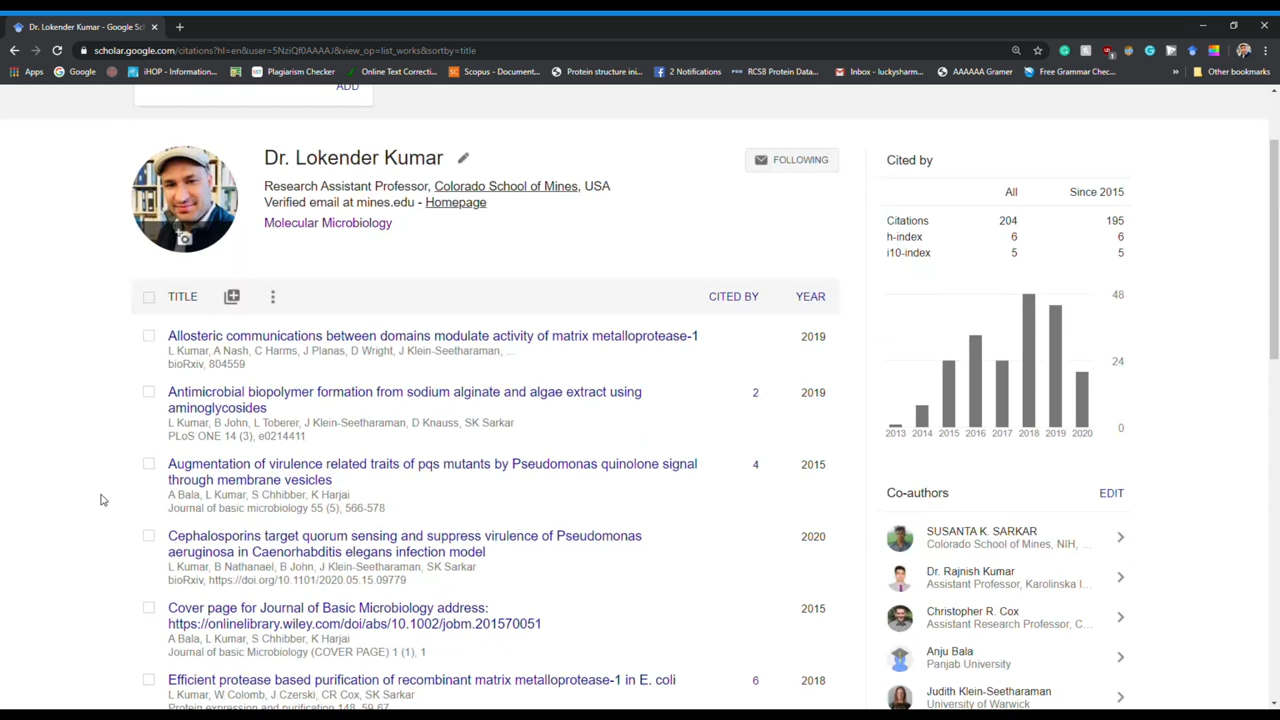 Dr. Lokender Kumar - Google Sch
scholar.google.com/citations?hl=en&user=5NziQf0AAAAJ&view_op=list_works&sortby=title
Apps
Google
iHOP - Information...
Plagiarism Checker
Online Text Correcti...
Scopus - Document...
Protein structure ini...
2 Notifications
RCSB Protein Data...
Inbox - luckysharm...
AAAAAA Gramer
Free Grammar Chec...
»
Other bookmarks
ADD
Dr. Lokender Kumar
Research Assistant Professor, Colorado School of Mines, USA
Verified email at mines.edu - Homepage
Molecular Microbiology
FOLLOWING
TITLE
CITED BY
YEAR
Allosteric communications between domains modulate activity of matrix metalloprotease-1
2019
L Kumar, A Nash, C Harms, J Planas, D Wright, J Klein-Seetharaman, ...
bioRxiv, 804559
Antimicrobial biopolymer formation from sodium alginate and algae extract using
2
2019
aminoglycosides
L Kumar, B John, L Toberer, J Klein-Seetharaman, D Knauss, SK Sarkar
PLoS ONE 14 (3), e0214411
Augmentation of virulence related traits of pqs mutants by Pseudomonas quinolone signal
4
2015
through membrane vesicles
A Bala, L Kumar, S Chhibber, K Harjai
Journal of basic microbiology 55 (5), 566-578
Cephalosporins target quorum sensing and suppress virulence of Pseudomonas
2020
aeruginosa in Caenorhabditis elegans infection model
L Kumar, B Nathanael, B John, J Klein-Seetharaman, SK Sarkar
bioRxiv, https://doi.org/10.1101/2020.05.15.09779
Cover page for Journal of Basic Microbiology address:
2015
https://onlinelibrary.wiley.com/doi/abs/10.1002/jobm.201570051
A Bala, L Kumar, S Chhibber, K Harjai
Journal of basic Microbiology (COVER PAGE) 1 (1), 1
Efficient protease based purification of recombinant matrix metalloprotease-1 in E. coli
6
2018
L Kumar, W Colomb, J Czerski, CR Cox, SK Sarkar
Protein expression and purification 148, 59-67
Cited by
All
Since 2015
Citations
204
195
h-index
6
6
i10-index
5
5
48
24
0
2013 2014 2015 2016 2017 2018 2019 2020
Co-authors
EDIT
SUSANTA K. SARKAR
Colorado School of Mines, NIH, ...
Dr. Rajnish Kumar
Assistant Professor, Karolinska I...
Christopher R. Cox
Assistant Research Professor, C...
Anju Bala
Panjab University
Judith Klein-Seetharaman
University of Warwick